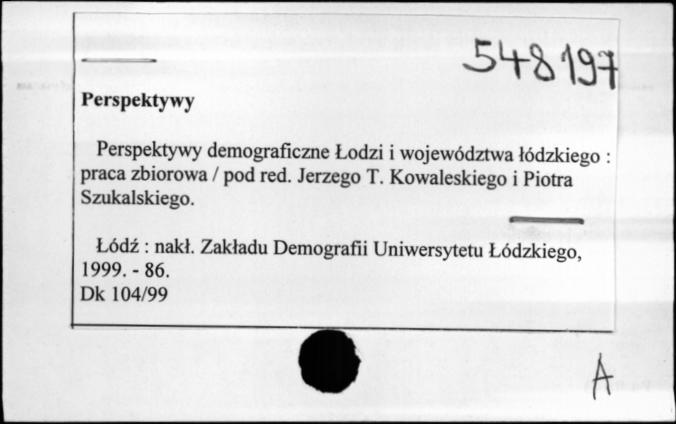 548197
Perspektywy
Perspektywy demograficzne Łodzi i województwa łódzkiego :
praca zbiorowa / pod red. Jerzego T. Kowaleskiego i Piotra
Szukalskiego.
Łódź : nakł. Zakładu Demografii Uniwersytetu Łódzkiego,
1999. - 86.
Dk 104/99
A